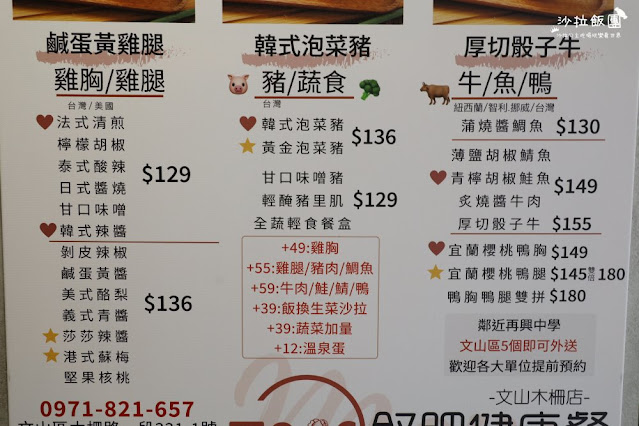 沙拉飯團
鹹蛋黃雞腿
雞胸/雞腿
台灣/美國
法式清煎
檸檬胡椒
泰式酸辣
日式醬燒
甘口味噌
韓式辣醬
$129
剝皮辣椒
鹹蛋黃醬
美式酪梨
義式青醬
莎莎辣醬
港式蘇梅
堅果核桃
$136
0971-821-657
韓式泡菜豬
豬/蔬食
台灣
韓式泡菜豬
黃金泡菜豬
$136
甘口味噌豬
輕醃豬里肌
全蔬輕食餐盒
$129
+49:雞胸
+55:雞腿/豬肉/鯛魚
+59:牛肉/鮭/鯖/鴨
+39:飯換生菜沙拉
+39:蔬菜加量
+12:溫泉蛋
厚切骰子牛
牛/魚/鴨
紐西蘭/智利.挪威/台灣
蒲燒醬鯛魚 $130
薄鹽胡椒鯖魚
青檸胡椒鮭魚
炙燒醬牛肉
$149
厚切骰子牛 $155
宜蘭櫻桃鴨胸 $149
宜蘭櫻桃鴨腿 $145 雙倍 180
鴨胸鴨腿雙拼 $180
鄰近再興中學
文山區5個即可外送
歡迎各大單位提前預約
-文山木柵店-